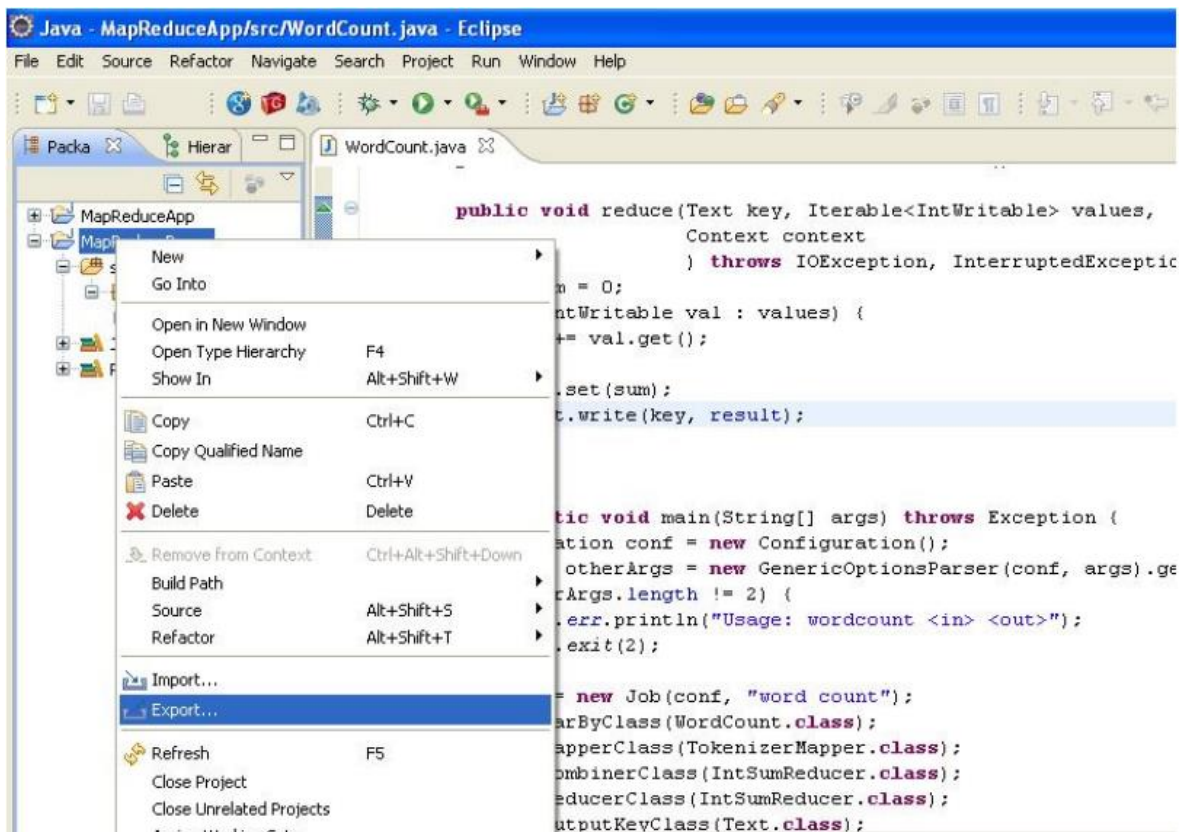 Java - MapReduceApp/src/WordCount.java - Eclipse
File Edit Source Refactor Navigate Search Project Run Window Help
Packa Hierar WordCount.java
MapReduceApp
public void reduce(Text key, Iterable<IntWritable> values,
Context context
) throws IOException, InterruptedExceptio
= 0;
ntWritable val : values) {
+= val.get();
.set(sum);
t.write(key, result);
tic void main(String[] args) throws Exception {
ation conf = new Configuration();
otherArgs = new GenericOptionsParser(conf, args).ge
rArgs.length != 2) {
.err.println("Usage: wordcount <in> <out>");
.exit(2);
= new Job(conf, "word count");
arByClass(WordCount.class);
apperClass(TokenizerMapper.class);
ombinerClass(IntSumReducer.class);
educerClass(IntSumReducer.class);
utputKeyClass(Text.class);
New
Go Into
Open in New Window
Open Type Hierarchy F4
Show In Alt+Shift+W
Copy Ctrl+C
Copy Qualified Name
Paste Ctrl+V
Delete Delete
Remove from Context Ctrl+Alt+Shift+Down
Build Path
Source Alt+Shift+S
Refactor Alt+Shift+T
Import...
Export...
Refresh F5
Close Project
Close Unrelated Projects